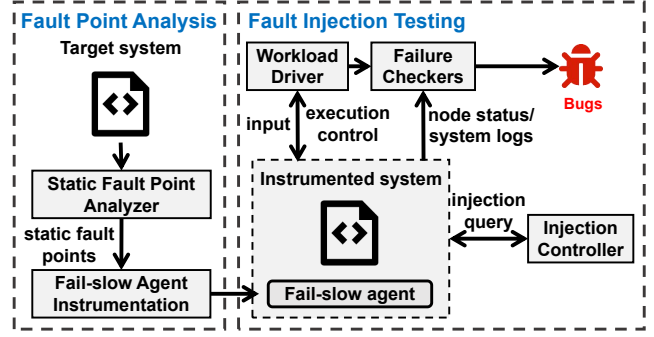 Fault Point Analysis
Target system
Static Fault Point
Analyzer
static fault
points
Fail-slow Agent
Instrumentation
Fault Injection Testing
Workload
Driver
Failure
Checkers
Bugs
input
execution
control
node status/
system logs
Instrumented system
Fail-slow agent
injection
query
Injection
Controller